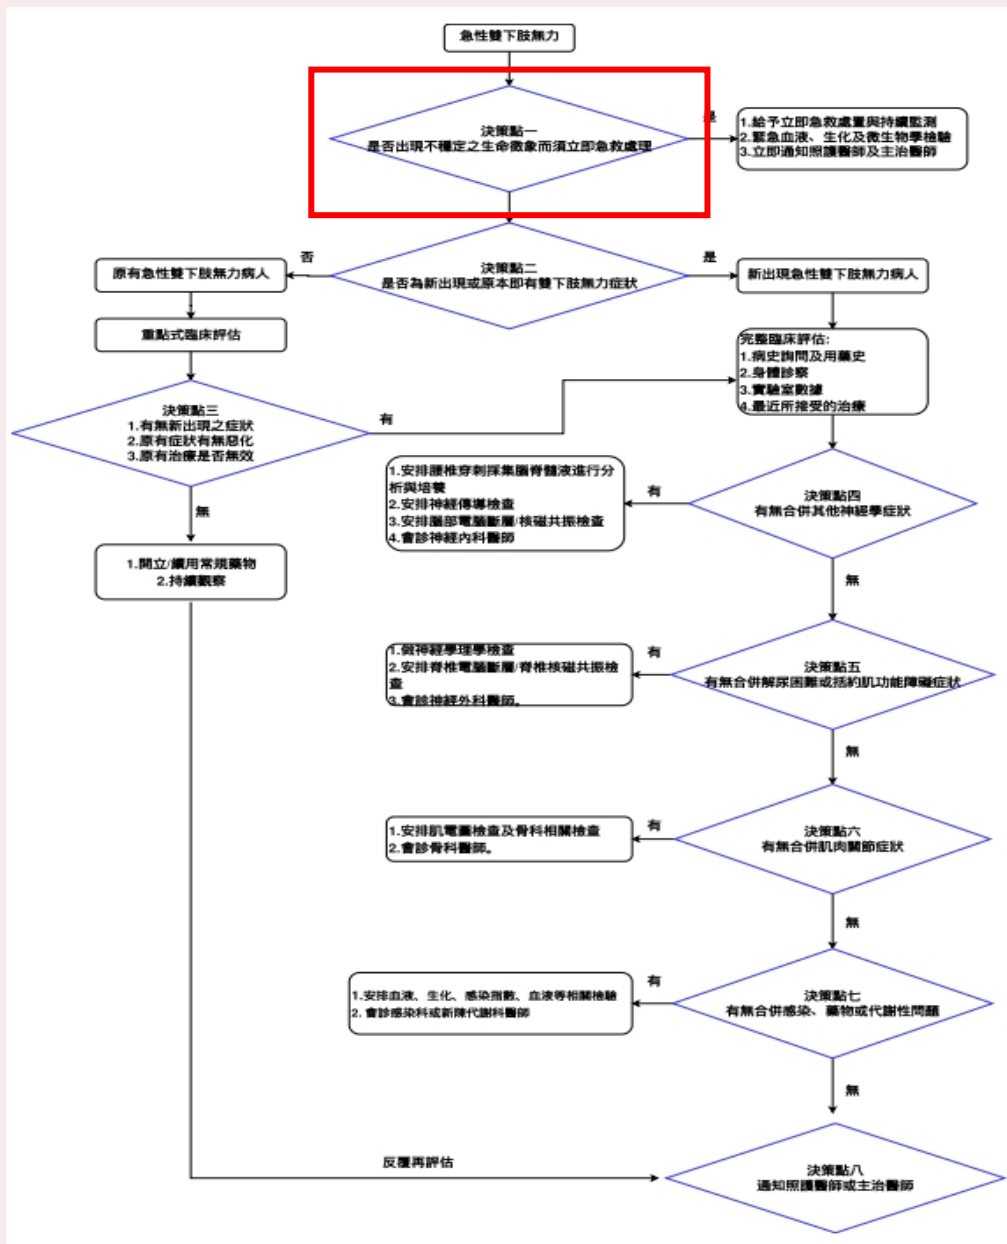 急性雙下肢無力
決策點一
是否出現不穩定之生命徵象而須立即急救處理
是
1.給予立即急救處置與持續監測
2.緊急血液、生化及微生物學檢驗
3.立即通知照護醫師及主治醫師
決策點二
是否為新出現或原本即有雙下肢無力症狀
否
是
原有急性雙下肢無力病人
新出現急性雙下肢無力病人
重點式臨床評估
完整臨床評估:
1.病史詢問及用藥史
2.身體診察
3.實驗室數據
4.最近所接受的治療
決策點三
1.有無新出現之症狀
2.原有症狀有無惡化
3.原有治療是否無效
有
無
1.開立/續用常規藥物
2.持續觀察
決策點四
有無合併其他神經學症狀
有
1.安排腰椎穿刺採集腦脊髓液進行分
析與培養
2.安排神經傳導檢查
3.安排腦部電腦斷層/核磁共振檢查
4.會診神經內科醫師
無
決策點五
有無合併解尿困難或括約肌功能障礙症狀
有
1.做神經學理學檢查
2.安排脊椎電腦斷層/脊椎核磁共振檢
查
3.會診神經外科醫師。
無
決策點六
有無合併肌肉關節症狀
有
1.安排肌電圖檢查及骨科相關檢查
2.會診骨科醫師。
無
決策點七
有無合併感染、藥物或代謝性問題
有
1.安排血液、生化、感染指數、血液等相關檢驗
2. 會診感染科或新陳代謝科醫師
無
反覆再評估
決策點八
通知照護醫師或主治醫師